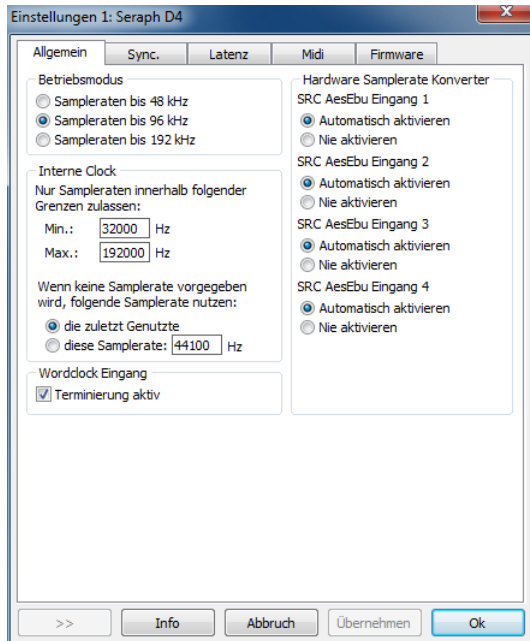 Einstellungen 1: Seraph D4
Allgemein
Sync.
Latenz
Midi
Firmware
Betriebsmodus
Sampleraten bis 48 kHz
Sampleraten bis 96 kHz
Sampleraten bis 192 kHz
Interne Clock
Nur Sampleraten innerhalb folgender
Grenzen zulassen:
Min.: 32000 Hz
Max.: 192000 Hz
Wenn keine Samplerate vorgegeben
wird, folgende Samplerate nutzen:
die zuletzt Genutzte
diese Samplerate: 44100 Hz
Wordclock Eingang
Terminierung aktiv
Hardware Samplerate Konverter
SRC AesEbu Eingang 1
Automatisch aktivieren
Nie aktivieren
SRC AesEbu Eingang 2
Automatisch aktivieren
Nie aktivieren
SRC AesEbu Eingang 3
Automatisch aktivieren
Nie aktivieren
SRC AesEbu Eingang 4
Automatisch aktivieren
Nie aktivieren
>>
Info
Abbruch
Übernehmen
Ok